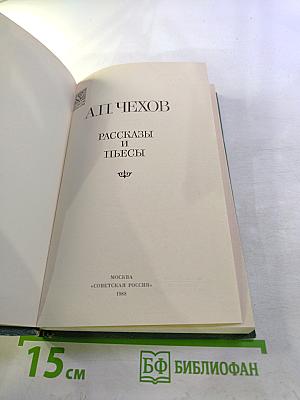 А.П. ЧЕХОВ
РАССКАЗЫ
И
ПЬЕСЫ
МОСКВА
«СОВЕТСКАЯ РОССИЯ»
1988
15 см
БФ БИБЛИОФАН